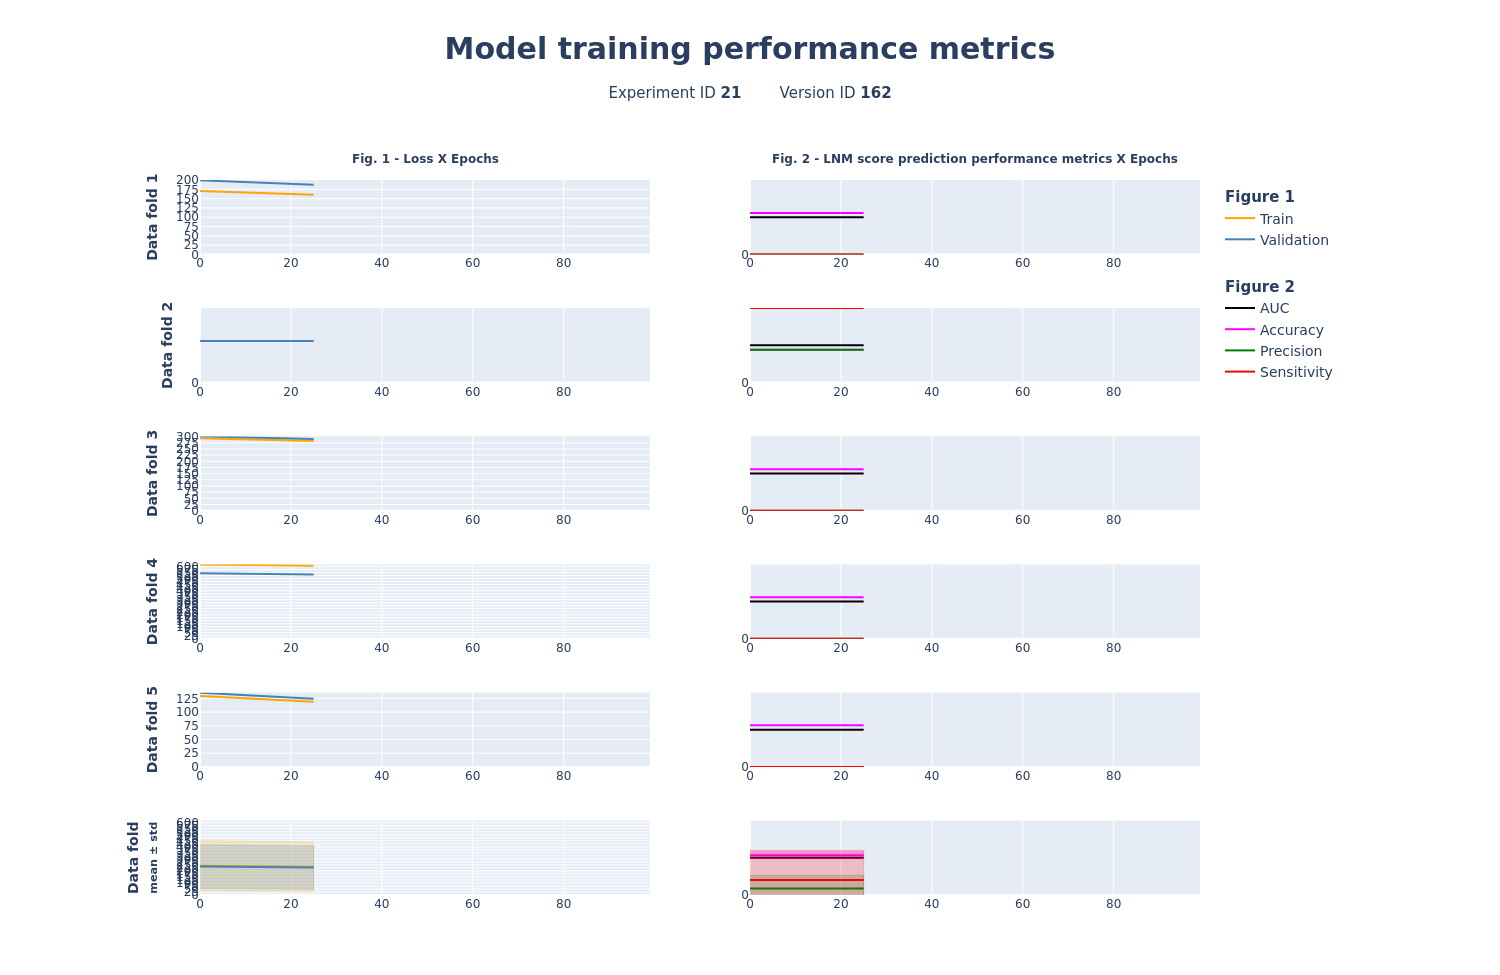 Model training performance metrics
Experiment ID 21 Version ID 162
Fig. 1 - Loss X Epochs
Fig. 2 - LNM score prediction performance metrics X Epochs
Data fold 1
200
175
150
125
100
75
50
25
0
0 20 40 60 80
0
0 20 40 60 80
Figure 1
Train
Validation
Figure 2
AUC
Accuracy
Precision
Sensitivity
Data fold 2
0
0 20 40 60 80
0
0 20 40 60 80
Data fold 3
300
275
250
225
200
175
150
125
100
75
50
25
0
0 20 40 60 80
0
0 20 40 60 80
Data fold 4
600
0
0 20 40 60 80
0
0 20 40 60 80
Data fold 5
125
100
75
50
25
0
0 20 40 60 80
0
0 20 40 60 80
Data fold
mean ± std
600
0
0 20 40 60 80
0
0 20 40 60 80